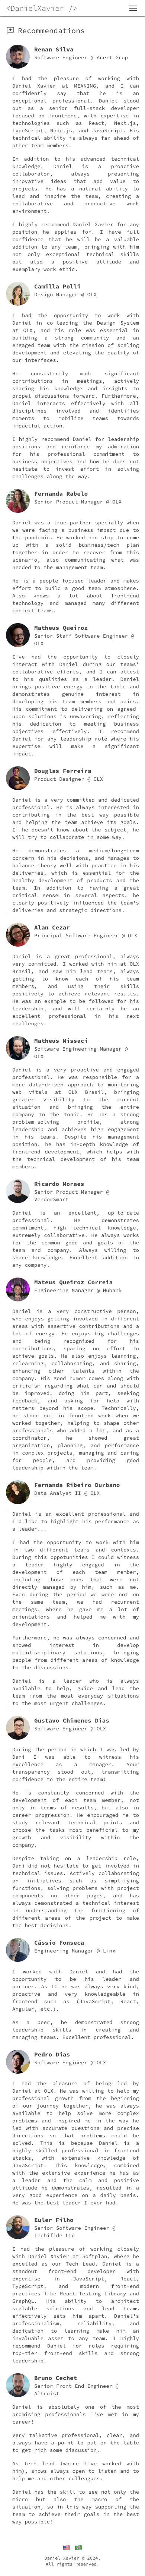 <DanielXavier />
Recommendations
Renan Silva
Software Engineer @ Acert Grup
I had the pleasure of working with
Daniel Xavier at MEANING, and I can
confidently say that he is an
exceptional professional. Daniel stood
out as a senior full-stack developer
focused on front-end, with expertise in
technologies such as React, Next.js,
TypeScript, Node.js, and JavaScript. His
technical ability is always far ahead of
other team members.
In addition to his advanced technical
knowledge, Daniel is a proactive
collaborator, always presenting
innovative ideas that add value to
projects. He has a natural ability to
lead and inspire the team, creating a
collaborative and productive work
environment.
I highly recommend Daniel Xavier for any
position he applies for. I have full
confidence that he will be a valuable
addition to any team, bringing with him
not only exceptional technical skills
but also a positive attitude and
exemplary work ethic.
Camilla Polli
Design Manager @ OLX
I had the opportunity to work with
Daniel in co-leading the Design System
at OLX, and his role was essential in
building a strong community and an
engaged team with the mission of scaling
development and elevating the quality of
our interfaces.
He consistently made significant
contributions in meetings, actively
sharing his knowledge and insights to
propel discussions forward. Furthermore,
Daniel interacts effectively with all
disciplines involved and identifies
moments to mobilize teams towards
impactful action.
I highly recommend Daniel for leadership
positions and reinforce my admiration
for his professional commitment to
business objectives and how he does not
hesitate to invest effort in solving
challenges along the way.
Fernanda Rabelo
Senior Product Manager @ OLX
Daniel was a true partner specially when
we were facing a business impact due to
the pandemic. He worked non stop to come
up with a solid business/tech plan
together in order to recover from this
scenario, also communicating what was
needed to the management team.
He is a people focused leader and makes
effort to build a good team atmosphere.
Also knows a lot about front-end
technology and managed many different
context teams.
Matheus Queiroz
Senior Staff Software Engineer @
OLX
I've had the opportunity to closely
interact with Daniel during our teams'
collaborative efforts, and I can attest
to his qualities as a leader. Daniel
brings positive energy to the table and
demonstrates genuine interest in
developing his team members and pairs.
His commitment to delivering on agreed-
upon solutions is unwavering, reflecting
his dedication to meeting business
objectives effectively. I recommend
Daniel for any leadership role where his
expertise will make a significant
impact.
Douglas Ferreira
Product Designer @ OLX
Daniel is a very committed and dedicated
professional. He is always interested in
contributing in the best way possible
and helping the team achieve its goals.
If he doesn't know about the subject, he
will try to collaborate in some way.
He demonstrates a medium/long-term
concern in his decisions, and manages to
balance theory well with practice in his
deliveries, which is essential for the
healthy development of products and the
team. In addition to having a great
critical sense in several aspects, he
clearly positively influenced the team's
deliveries and strategic directions.
Alan Cezar
Principal Software Engineer @ OLX
Daniel is a great professional, always
very committed. I worked with him at OLX
Brasil, and saw him lead teams, always
getting to know each of his team
members, and using their skills
positively to achieve relevant results.
He was an example to be followed for his
leadership, and will certainly be an
excellent professional in his next
challenges.
Matheus Missaci
Software Engineering Manager @
OLX
Daniel is a very proactive and engaged
professional. He was responsible for a
more data-driven approach to monitoring
web vitals at OLX Brasil, bringing
greater visibility to the current
situation and bringing the entire
company to the topic. He has a strong
problem-solving profile, strong
leadership and achieves high engagement
in his teams. Despite his management
position, he has in-depth knowledge of
front-end development, which helps with
the technical development of his team
members.
Ricardo Moraes
Senior Product Manager @
VendorSmart
Daniel is an excellent, up-to-date
professional. He demonstrates
commitment, high technical knowledge,
extremely collaborative. He always works
for the common good and goals of the
team and company. Always willing to
share knowledge. Excellent addition to
any company.
Mateus Queiroz Correia
Engineering Manager @ Nubank
Daniel is a very constructive person,
who enjoys getting involved in different
areas with assertive contributions and a
lot of energy. He enjoys big challenges
and being recognized for his
contributions, sparing no effort to
achieve goals. He also enjoys learning,
relearning, collaborating, and sharing,
enhancing other talents within the
company. His good humor comes along with
criticism regarding what can and should
be improved, doing his part, seeking
feedback, and asking for help with
matters beyond his scope. Technically,
he stood out in frontend work when we
worked together, helping to shape other
professionals who added a lot, and as a
coordinator, he showed great
organization, planning, and performance
in complex projects, managing and caring
for people, and providing good
leadership within the team.
Fernanda Ribeiro Durbano
Data Analyst II @ OLX
Daniel is an excellent professional and
I'd like to highlight his performance as
a leader...
I had the opportunity to work with him
in two different teams and contexts.
During this opportunities I could witness
a leader highly engaged in the
development of each team member,
including those ones that were not
directly managed by him, such as me.
Even during the period we were not on
the same team, we had recurrent
meetings, where he gave me a lot of
orientations and helped me with my
development.
Furthermore, he was always concerned and
showed interest in develop
multidisciplinary solutions, bringing
people from different areas of knowledge
to the discussions.
Daniel is a leader who is always
available to help, guide and lead the
team from the most everyday situations
to the most urgent challenges.
Gustavo Chimenes Dias
Software Engineer @ OLX
During the period in which I was led by
Dani I was able to witness his
excellence as a manager. Your
transparency stood out, transmitting
confidence to the entire team!
He is constantly concerned with the
development of each team member, not
only in terms of results, but also in
career progression. He encouraged me to
study relevant technical points and
choose the tasks most beneficial to my
growth and visibility within the
company.
Despite taking on a leadership role,
Dani did not hesitate to get involved in
technical issues. Actively collaborating
on initiatives such as simplifying
functions, solving problems with project
components on other pages, and has
always demonstrated a technical interest
in understanding the functioning of
different areas of the project to make
the best decisions.
Cássio Fonseca
Engineering Manager @ Linx
I worked with Daniel and had the
opportunity to be his leader and
partner. As IC he was always very kind,
proactive and very knowledgeable in
frontend such as (JavaScript, React,
Angular, etc.).
As a peer, he demonstrated strong
leadership skills in creating and
managing teams. Excellent professional.
Pedro Dias
Software Engineer @ OLX
I had the pleasure of being led by
Daniel at OLX. He was willing to help my
professional growth from the beginning
of our journey together, he was always
available to help solve more complex
problems and inspired me in the way he
led with accurate questions and precise
directions so that problems could be
solved. This is because Daniel is a
highly skilled professional in frontend
stacks, with extensive knowledge of
JavaScript. This knowledge, combined
with the extensive experience he has as
a leader and the calm and positive
attitude he demonstrates, resulted in a
very good experience on a daily basis.
He was the best leader I ever had.
Euler Filho
Senior Software Engineer @
TechTilde Ltd
I had the pleasure of working closely
with Daniel Xavier at Softplan, where he
excelled as our Tech Lead. Daniel is a
standout front-end developer with
expertise in JavaScript, React,
TypeScript, and modern front-end
practices like React Testing Library and
GraphQL. His ability to architect
scalable solutions and lead teams
effectively sets him apart. Daniel's
professionalism, reliability, and
dedication to learning make him an
invaluable asset to any team. I highly
recommend Daniel for roles requiring
top-tier front-end skills and strong
leadership.
Bruno Cechet
Senior Front-End Engineer @
Altruist
Daniel is absolutely one of the most
promising professionals I've met in my
career!
Very talkative professional, clear, and
always have a point to put on the table
to get rich some discussion.
As tech lead (where I've worked with
him), shows always open to listen and to
help me and other colleagues.
Daniel has the skill to see not only the
micro but also the macro of the
situation, so in this way supporting the
team to achieve their goals in the best
way possible!
Daniel Xavier © 2024.
All rights reserved.